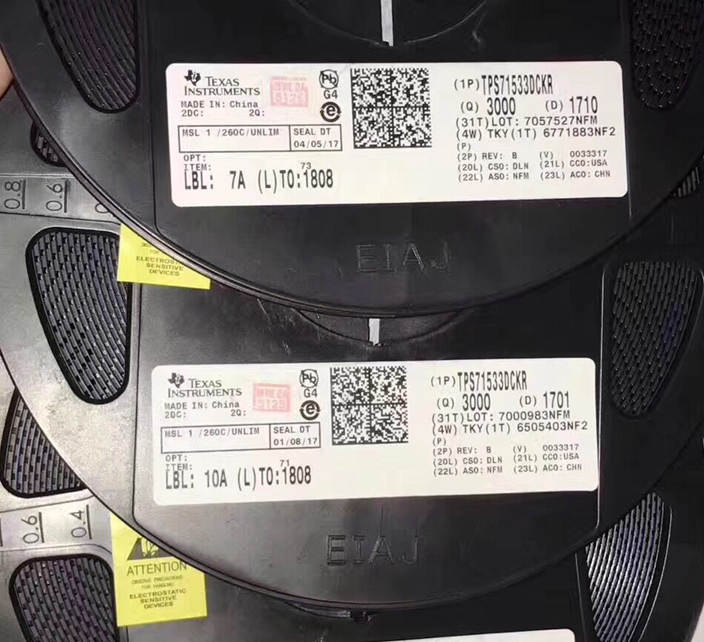 TEXAS
INSTRUMENTS
MADE IN: China
2DC: 2Q:
Pb
G4
e
MSL 1 /260C/UNLIM
SEAL DT
04/05/17
OPT:
ITEM: 73
LBL: 7A (L)TO:1808
(1P)TPS71533DCKR
(Q) 3000 (D) 1710
(31T)LOT: 7057527NFM
(4W) TKY(1T) 6771883NF2
(P)
(2P) REV: B (V) 0033317
(20L) CSO: DLN (21L) CCO:USA
(22L) ASO: NFM (23L) ACO: CHN
0.8
0.6
ELECTROSTATIC
SENSITIVE
DEVICES
EIAJ
TEXAS
INSTRUMENTS
MADE IN: China
2DC: 2Q:
Pb
G4
e
MSL 1 /260C/UNLIM
SEAL DT
01/08/17
OPT:
ITEM: 71
LBL: 10A (L)TO:1808
(1P)TPS71533DCKR
(Q) 3000 (D) 1701
(31T)LOT: 7000983NFM
(4W) TKY(1T) 6505403NF2
(P)
(2P) REV: B (V) 0033317
(20L) CSO: DLN (21L) CCO:USA
(22L) ASO: NFM (23L) ACO: CHN
0.6
0.4
EIAJ
ATTENTION
FOR HANDLING
ELECTROSTATIC
SENSITIVE
DEVICES